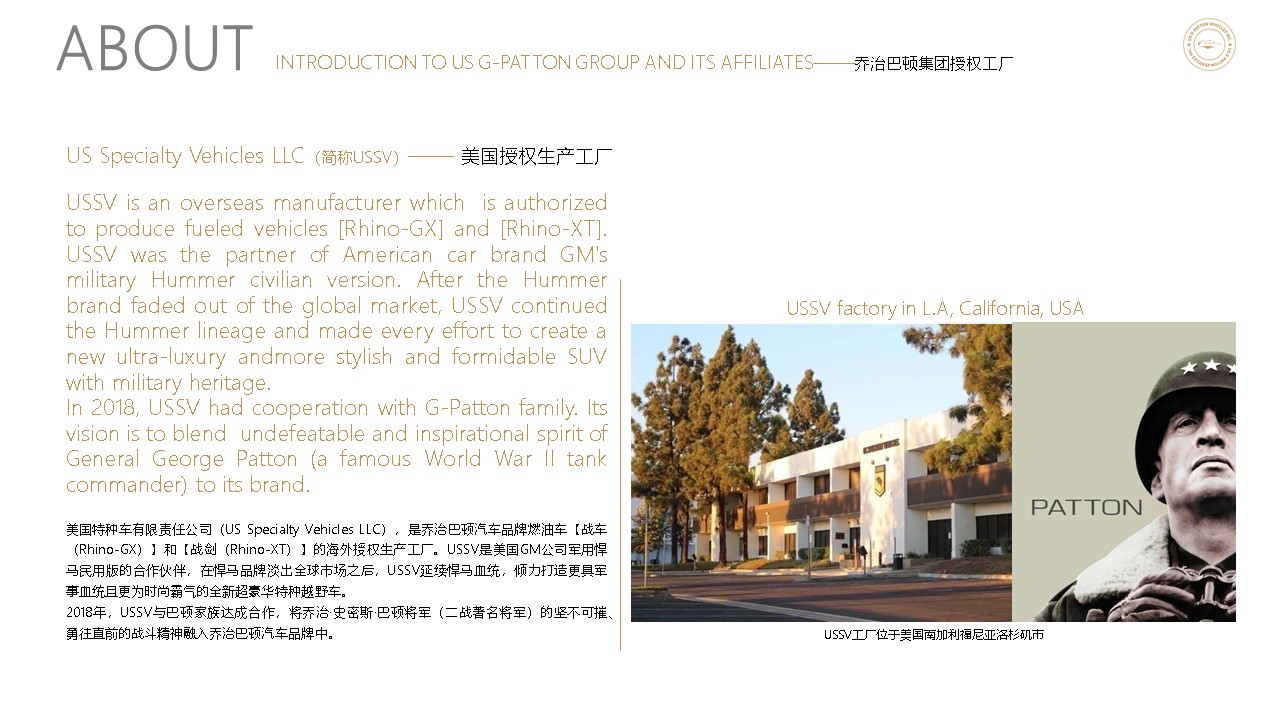 ABOUT
INTRODUCTION TO US G-PATTON GROUP AND ITS AFFILIATES——乔治巴顿集团授权工厂
US Specialty Vehicles LLC（简称USSV）—— 美国授权生产工厂
USSV is an overseas manufacturer which is authorized
to produce fueled vehicles [Rhino-GX] and [Rhino-XT].
USSV was the partner of American car brand GM's
military Hummer civilian version. After the Hummer
brand faded out of the global market, USSV continued
the Hummer lineage and made every effort to create a
new ultra-luxury andmore stylish and formidable SUV
with military heritage.
In 2018, USSV had cooperation with G-Patton family. Its
vision is to blend undefeatable and inspirational spirit of
General George Patton (a famous World War II tank
commander) to its brand.
美国特种车有限责任公司（US Specialty Vehicles LLC），是乔治巴顿汽车品牌燃油车【战车
（Rhino-GX）】和【战剑（Rhino-XT）】的海外授权生产工厂。USSV是美国GM公司军用悍
马民用版的合作伙伴，在悍马品牌淡出全球市场之后，USSV延续悍马血统，倾力打造更具军
事血统且更为时尚霸气的全新超豪华特种越野车。
2018年，USSV与巴顿家族达成合作，将乔治·史密斯·巴顿将军（二战著名将军）的坚不可摧、
勇往直前的战斗精神融入乔治巴顿汽车品牌中。
USSV factory in L.A, California, USA
PATTON
USSV工厂位于美国南加利福尼亚洛杉矶市